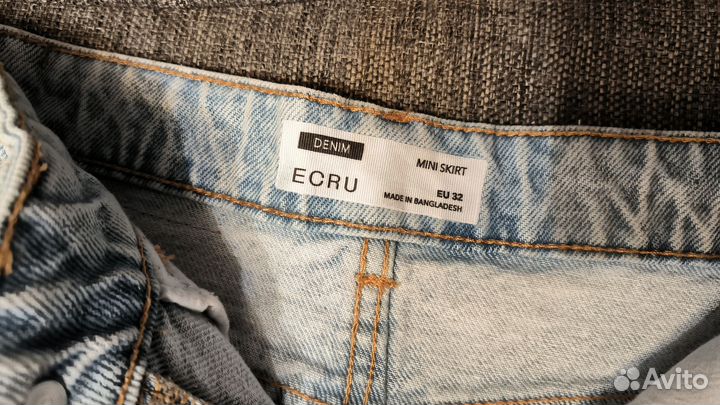 DENIM
ECRU
MINI SKIRT
EU 32
MADE IN BANGLADESH
Avito